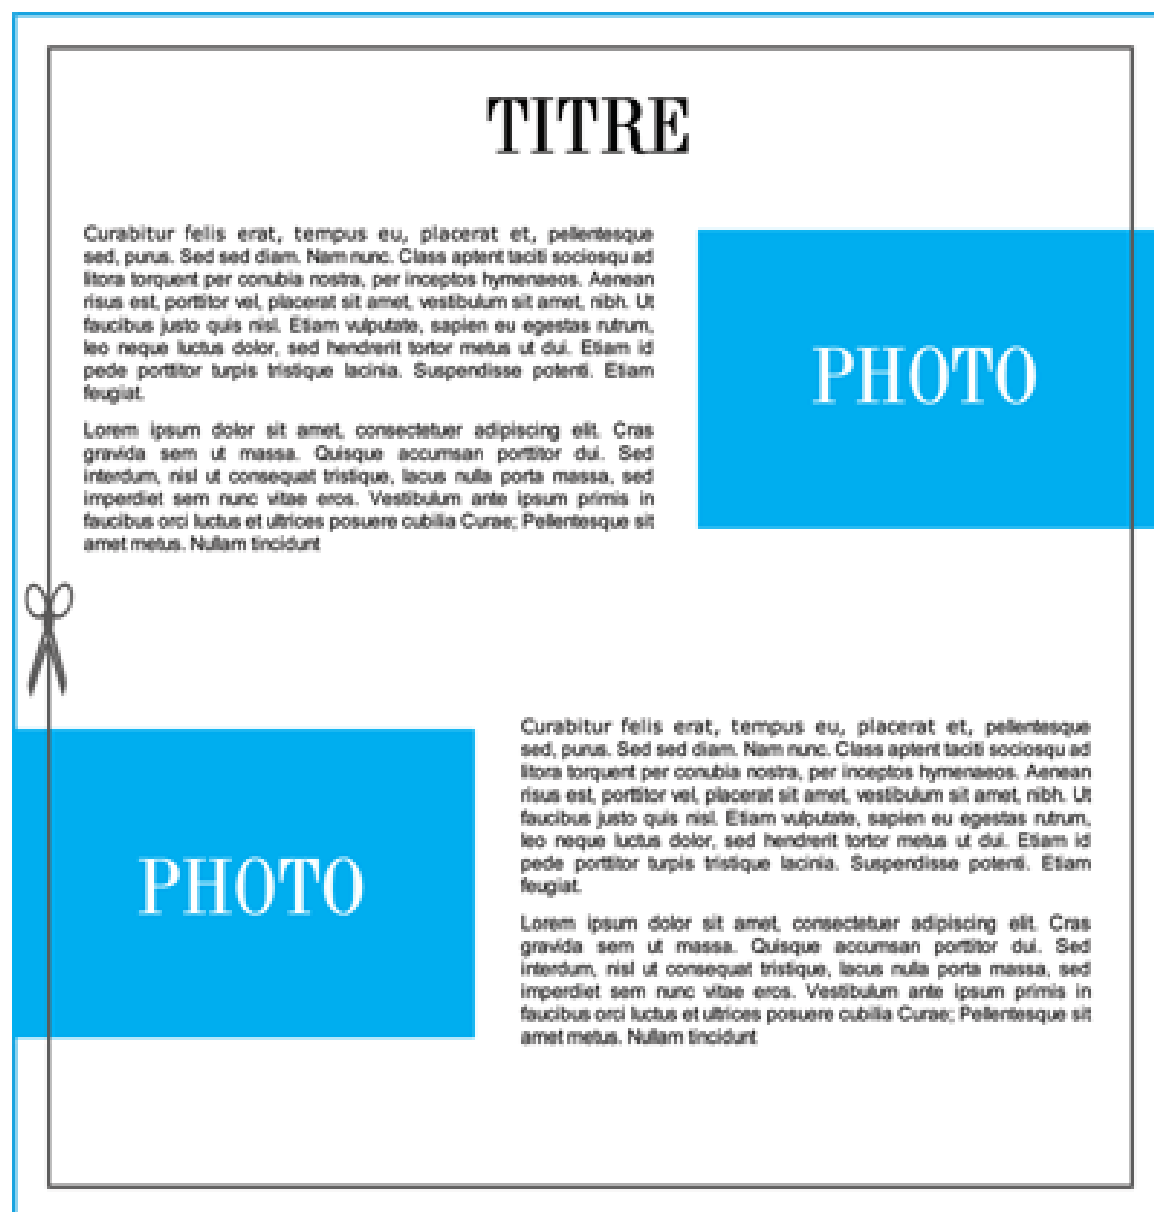 TITRE
Curabitur felis erat, tempus eu, placerat et, pellentesque
sed, purus. Sed sed diam. Nam nunc. Class aptent taciti sociosqu ad
litora torquent per conubia nostra, per inceptos hymenaeos. Aenean
risus est, porttitor vel, placerat sit amet, vestibulum sit amet, nibh. Ut
faucibus justo quis nisl. Etiam vulputate, sapien eu egestas rutrum,
leo neque luctus dolor, sed hendrerit tortor metus ut dui. Etiam id
pede porttitor turpis tristique lacinia. Suspendisse potenti. Etiam
feugiat.
Lorem ipsum dolor sit amet, consectetuer adipiscing elit. Cras
gravida sem ut massa. Quisque accumsan porttitor dui. Sed
interdum, nisl ut consequat tristique, lacus nulla porta massa, sed
imperdiet sem nunc vitae eros. Vestibulum ante ipsum primis in
faucibus orci luctus et ultrices posuere cubilia Curae; Pellentesque sit
amet metus. Nullam tincidunt
PHOTO
PHOTO
Curabitur felis erat, tempus eu, placerat et, pellentesque
sed, purus. Sed sed diam. Nam nunc. Class aptent taciti sociosqu ad
litora torquent per conubia nostra, per inceptos hymenaeos. Aenean
risus est, porttitor vel, placerat sit amet, vestibulum sit amet, nibh. Ut
faucibus justo quis nisl. Etiam vulputate, sapien eu egestas rutrum,
leo neque luctus dolor, sed hendrerit tortor metus ut dui. Etiam id
pede porttitor turpis tristique lacinia. Suspendisse potenti. Etiam
feugiat.
Lorem ipsum dolor sit amet, consectetuer adipiscing elit. Cras
gravida sem ut massa. Quisque accumsan porttitor dui. Sed
interdum, nisl ut consequat tristique, lacus nulla porta massa, sed
imperdiet sem nunc vitae eros. Vestibulum ante ipsum primis in
faucibus orci luctus et ultrices posuere cubilia Curae; Pellentesque sit
amet metus. Nullam tincidunt